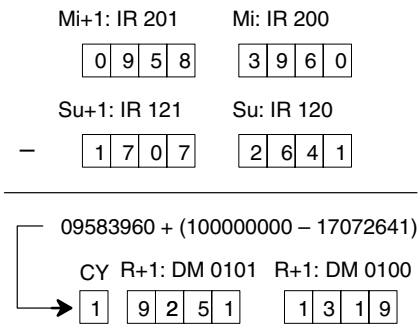 Mi+1: IR 201 Mi: IR 200
0 9 5 8 3 9 6 0
Su+1: IR 121 Su: IR 120
– 1 7 0 7 2 6 4 1
09583960 + (100000000 – 17072641)
CY R+1: DM 0101 R+1: DM 0100
1 9 2 5 1 1 3 1 9